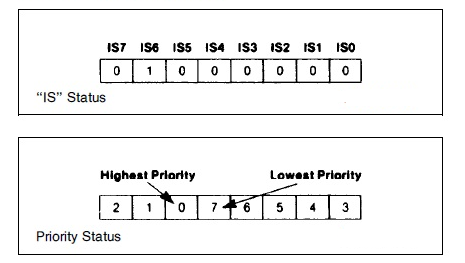 IS7 IS6 IS5 IS4 IS3 IS2 IS1 IS0
0 1 0 0 0 0 0 0
"IS" Status
Highest Priority Lowest Priority
2 1 0 7 6 5 4 3
Priority Status